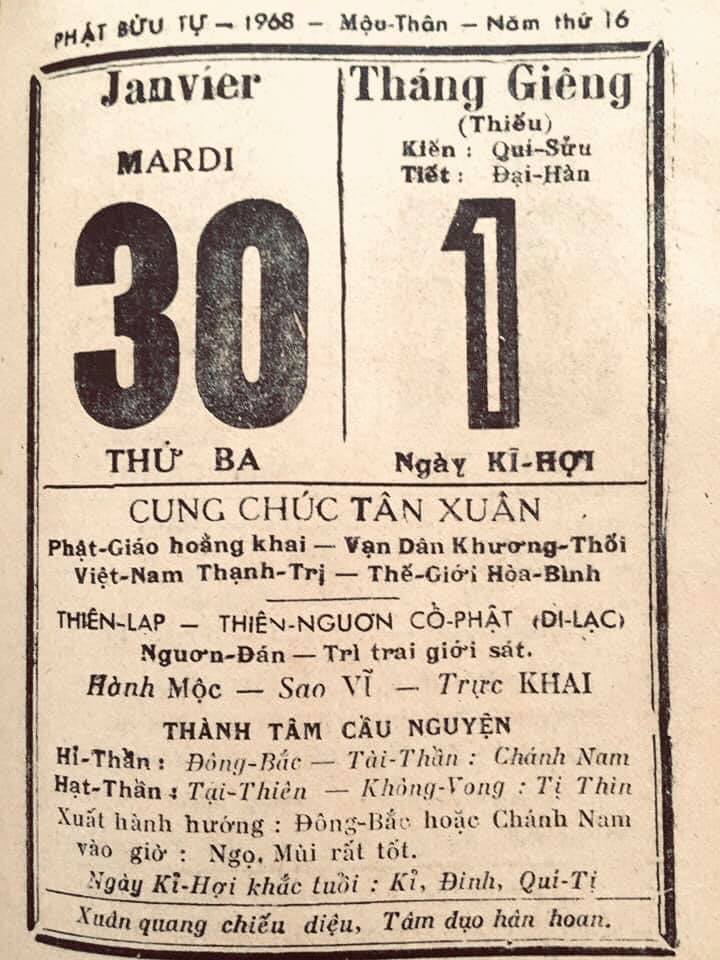 PHẬT BỬU TỰ — 1968 — Mậu-Thân — Năm thứ 16
Janvier
MARDI
30
THỨ BA
Tháng Giêng
(Thiếu)
Kiến : Quí-Sửu
Tiết : Đại-Hàn
1
Ngày KỈ-HỢI
CUNG CHÚC TÂN XUÂN
Phật-Giáo hoằng khai — Vạn Dân Khương-Thối
Việt-Nam Thạnh-Trị — Thế-Giới Hòa-Bình
THIÊN-LẠP — THIÊN-NGUƠN CỔ-PHẬT (DI-LẠC)
Nguơn-Đán — Trì trai giới sát.
Hành Mộc — Sao VĨ — Trực KHAI
THÀNH TÂM CẦU NGUYỆN
Hỉ-Thần : Đông-Bắc — Tài-Thần : Chánh Nam
Hạt-Thần : Tại-Thiên — Không-Vong : Tị Thìn
Xuất hành hướng : Đông-Bắc hoặc Chánh Nam
vào giờ : Ngọ, Mùi rất tốt.
Ngày Kỉ-Hợi khắc tuổi : Kỉ, Đinh, Quí-Tị
Xuân quang chiếu diệu, Tâm đạo hân hoan.